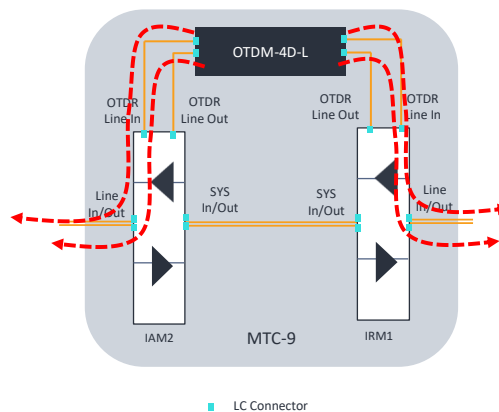 OTDM-4D-L
OTDR
Line In
OTDR
Line Out
OTDR
Line Out
OTDR
Line In
Line
In/Out
SYS
In/Out
SYS
In/Out
Line
In/Out
IAM2
MTC-9
IRM1
LC Connector